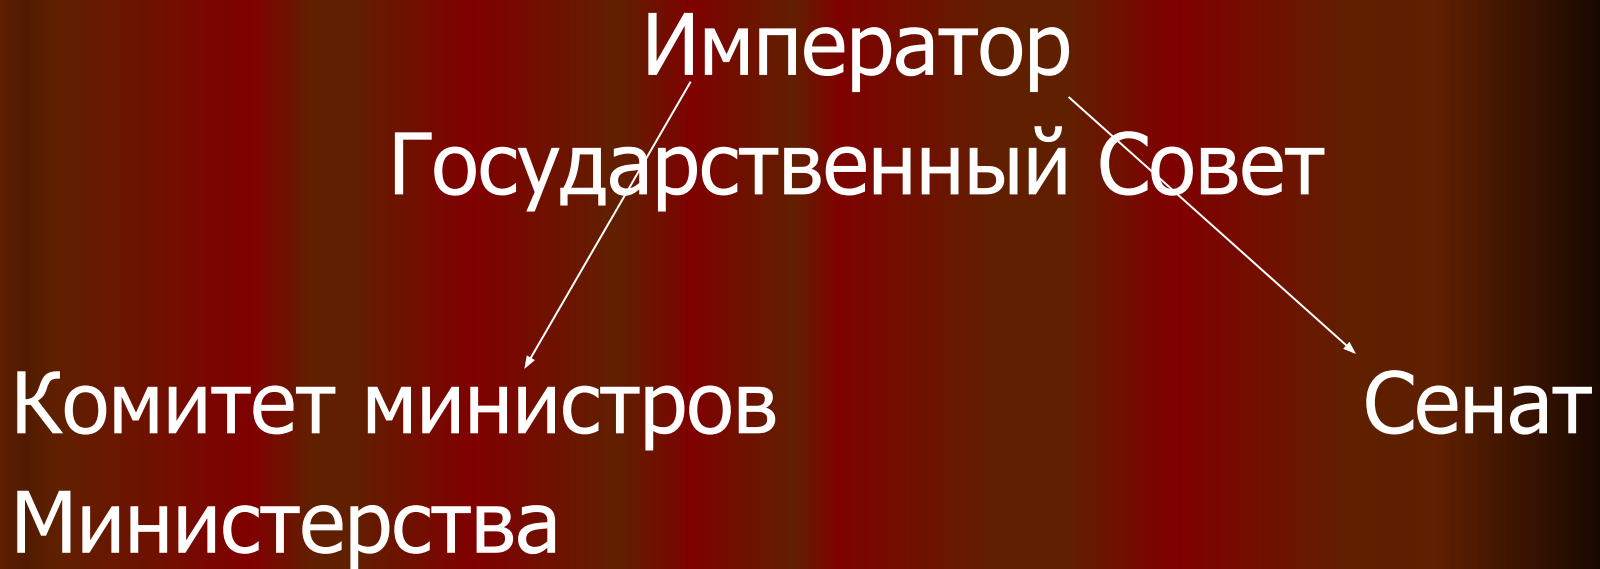 Император
Государственный Совет
Комитет министров Сенат
Министерства